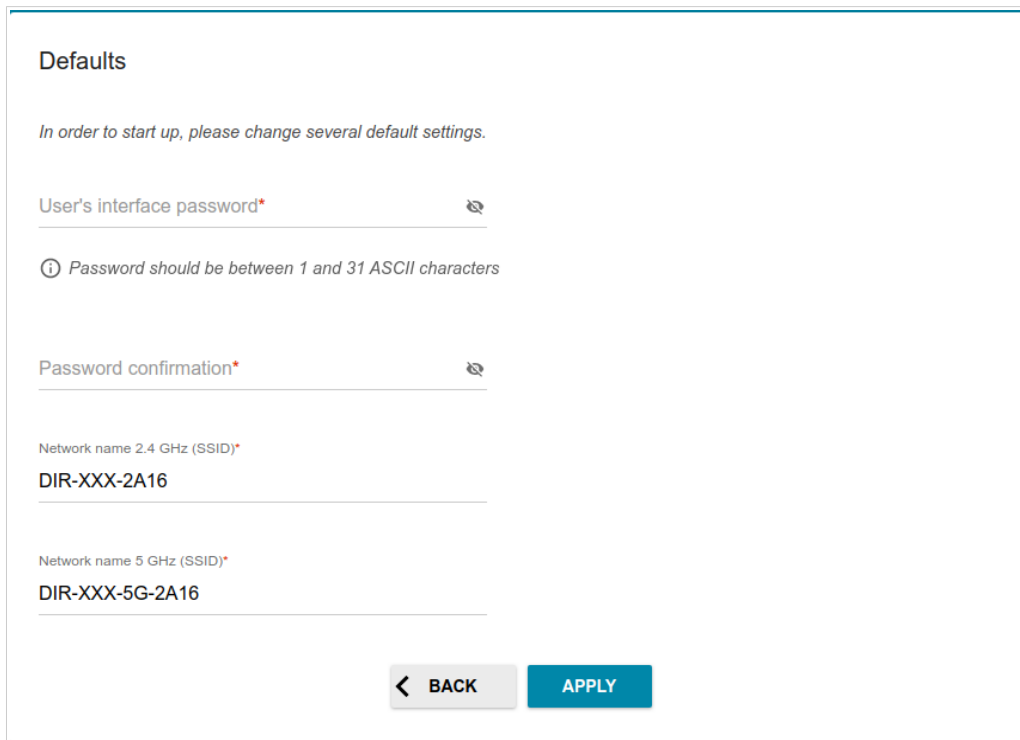 Defaults
In order to start up, please change several default settings.
User's interface password*
Password should be between 1 and 31 ASCII characters
Password confirmation*
Network name 2.4 GHz (SSID)*
DIR-XXX-2A16
Network name 5 GHz (SSID)*
DIR-XXX-5G-2A16
BACK APPLY